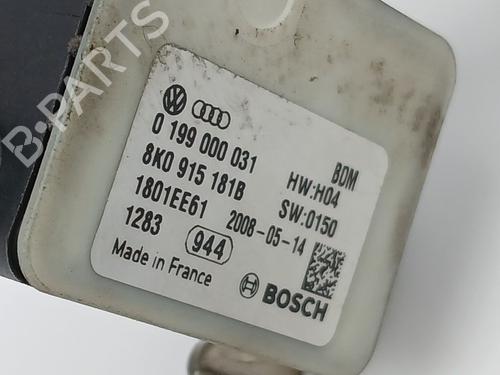 B-PARTS
0 199 000 031
8K0 915 181B
BDM
1801EE61
HW:H04
1283
2008-05-14
SW:0150
944
Made in France
BOSCH